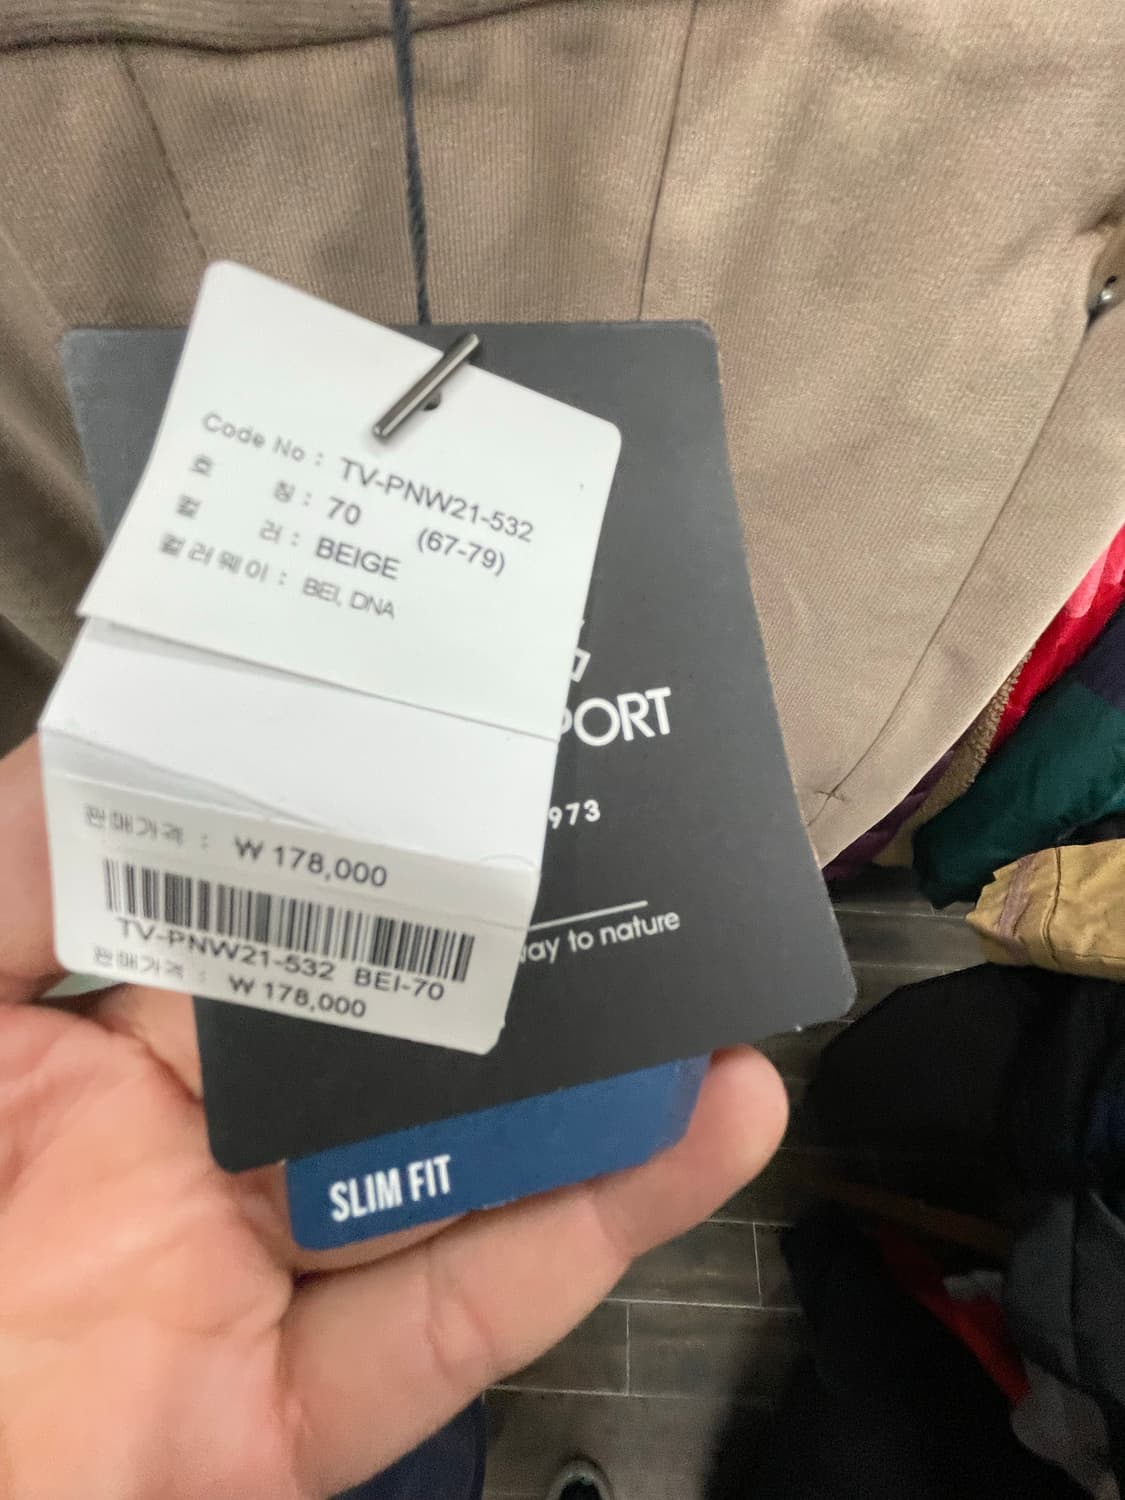 Code No : TV-PNW21-532
호 칭 : 70 (67-79)
컬 러 : BEIGE
컬러웨이 : BEI, DNA
판매가격 : ₩ 178,000
TV-PNW21-532 BEI-70
판매가격 : ₩ 178,000
PORT
973
way to nature
SLIM FIT